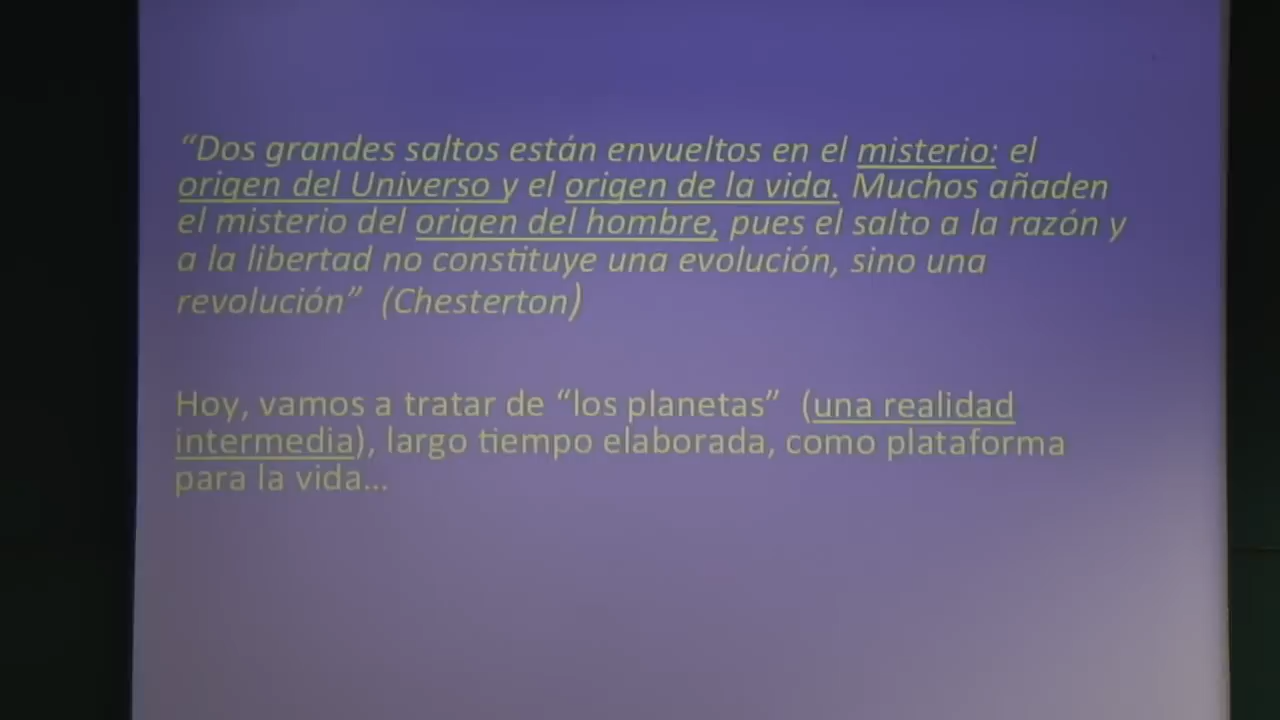 “Dos grandes saltos están envueltos en el misterio: el
origen del Universo y el origen de la vida. Muchos añaden
el misterio del origen del hombre, pues el salto a la razón y
a la libertad no constituye una evolución, sino una
revolución” (Chesterton)
Hoy, vamos a tratar de “los planetas” (una realidad
intermedia), largo tiempo elaborada, como plataforma
para la vida...